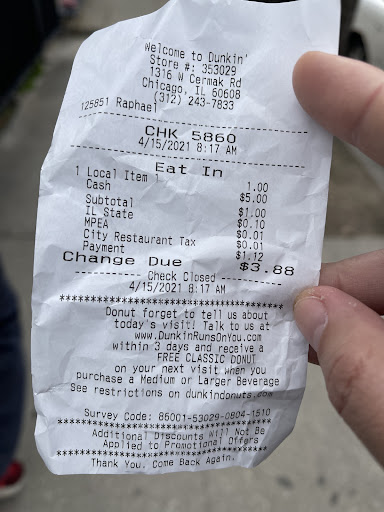 Welcome to Dunkin'
Store #: 353029
1316 W Cermak Rd
Chicago, IL 60608
(312) 243-7833
125851 Raphael
CHK 5860
4/15/2021 8:17 AM
Eat In
1 Local Item 1 1.00
Cash $5.00
Subtotal $1.00
IL State $0.10
MPEA $0.01
City Restaurant Tax $0.01
Payment $1.12
Change Due $3.88
---------- Check Closed ----------
4/15/2021 8:17 AM
**********************************
Donut forget to tell us about
today's visit! Talk to us at
www.DunkinRunsOnYou.com
within 3 days and receive a
FREE CLASSIC DONUT
on your next visit when you
purchase a Medium or Larger Beverage
See restrictions on dunkindonuts.com
Survey Code: 86001-53029-0804-1510
**********************************
Additional Discounts Will Not Be
Applied to Promotional Offers
**********************************
Thank You. Come Back Again.